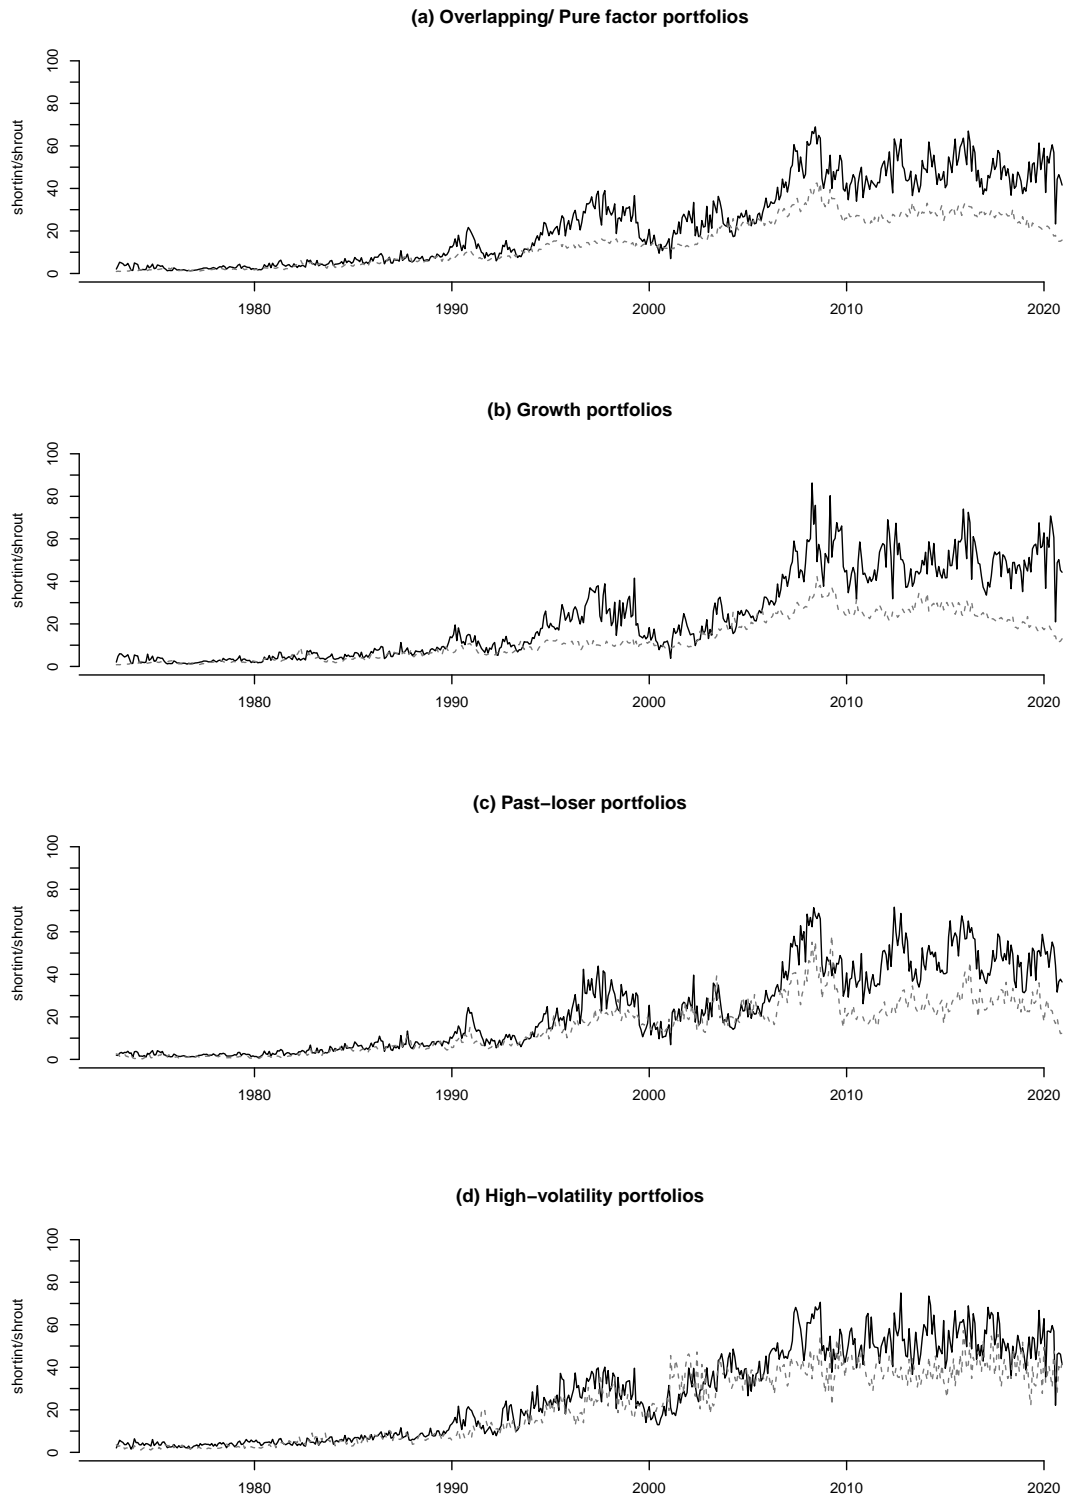 (a) Overlapping/ Pure factor portfolios
100
80
60
40
20
0
shortint/shrout
1980 1990 2000 2010 2020
(b) Growth portfolios
100
80
60
40
20
0
shortint/shrout
1980 1990 2000 2010 2020
(c) Past−loser portfolios
100
80
60
40
20
0
shortint/shrout
1980 1990 2000 2010 2020
(d) High−volatility portfolios
100
80
60
40
20
0
shortint/shrout
1980 1990 2000 2010 2020